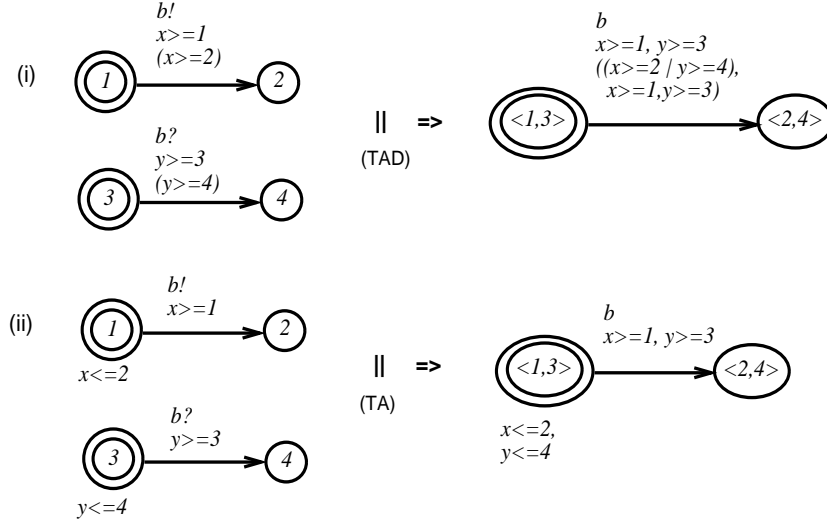 (i)
b!
x>=1
(x>=2)
1
2
b?
y>=3
(y>=4)
3
4
|| =>
(TAD)
b
x>=1, y>=3
((x>=2 | y>=4),
x>=1,y>=3)
<1,3>
<2,4>
(ii)
b!
x>=1
1
2
x<=2
b?
y>=3
3
4
y<=4
|| =>
(TA)
b
x>=1, y>=3
<1,3>
<2,4>
x<=2,
y<=4